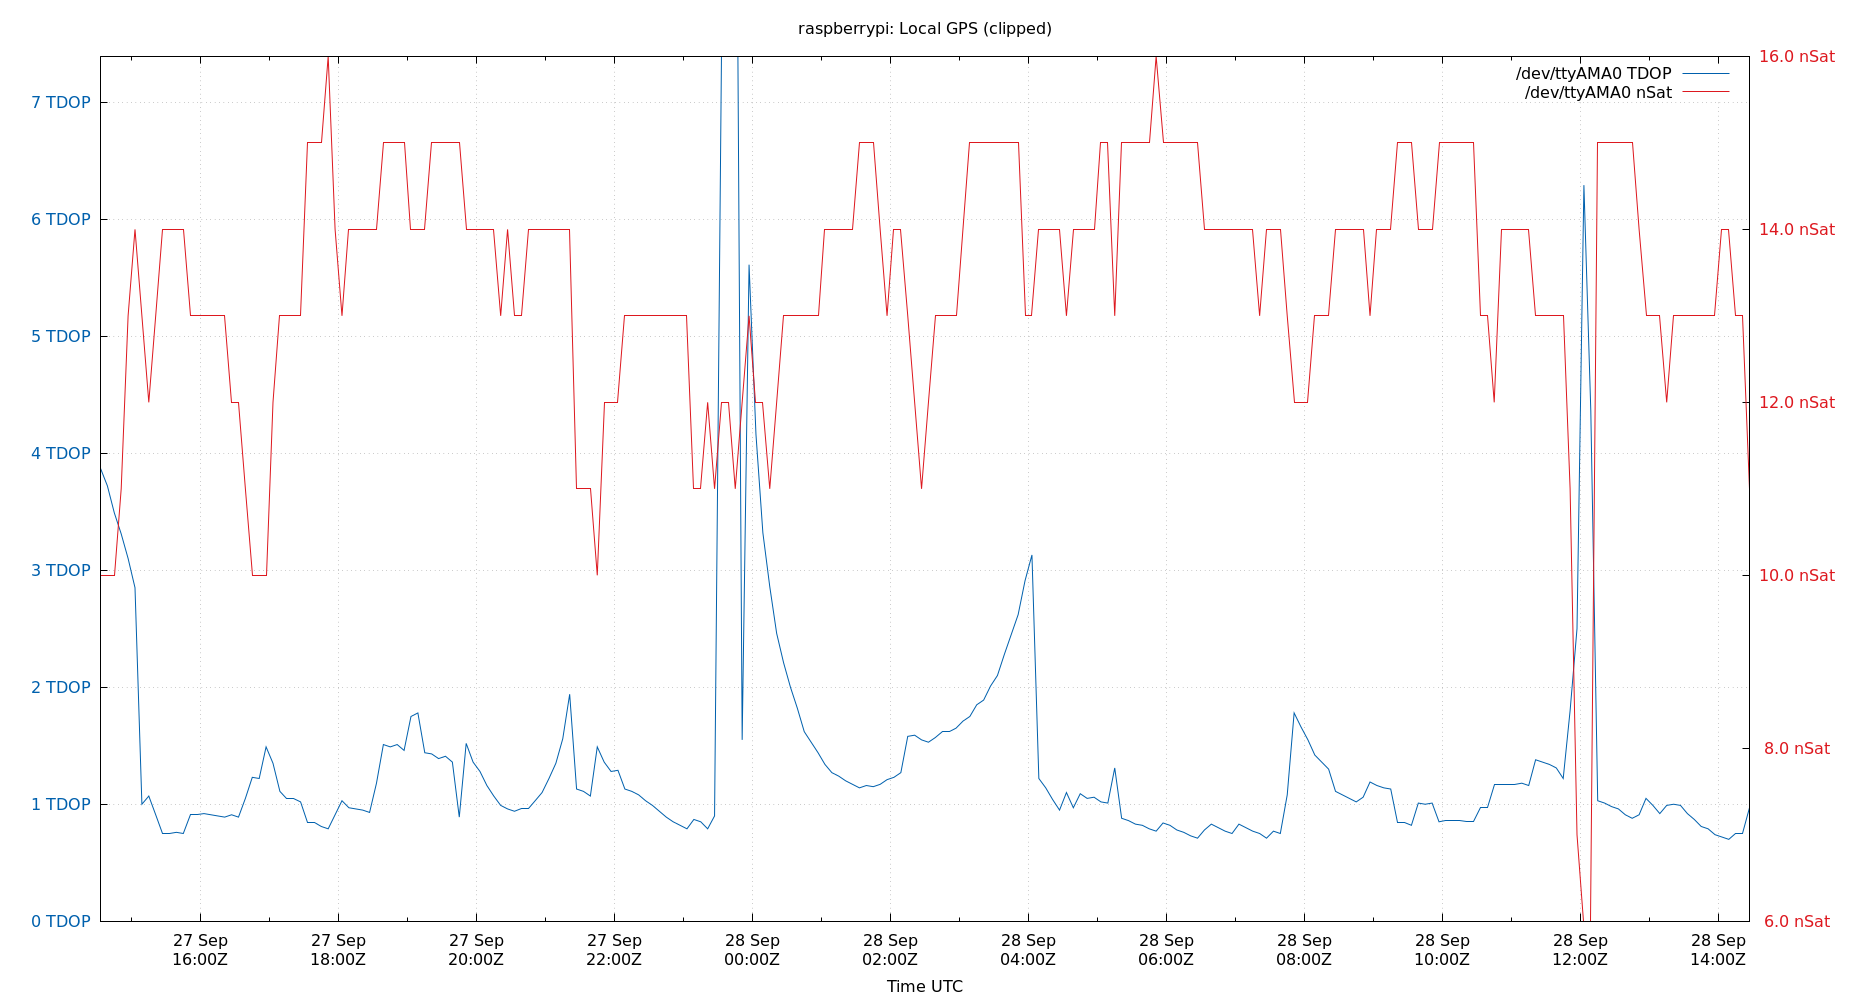 raspberrypi: Local GPS (clipped)
/dev/ttyAMA0 TDOP
/dev/ttyAMA0 nSat
7 TDOP
6 TDOP
5 TDOP
4 TDOP
3 TDOP
2 TDOP
1 TDOP
0 TDOP
16.0 nSat
14.0 nSat
12.0 nSat
10.0 nSat
8.0 nSat
6.0 nSat
27 Sep
16:00Z
27 Sep
18:00Z
27 Sep
20:00Z
27 Sep
22:00Z
28 Sep
00:00Z
28 Sep
02:00Z
28 Sep
04:00Z
28 Sep
06:00Z
28 Sep
08:00Z
28 Sep
10:00Z
28 Sep
12:00Z
28 Sep
14:00Z
Time UTC